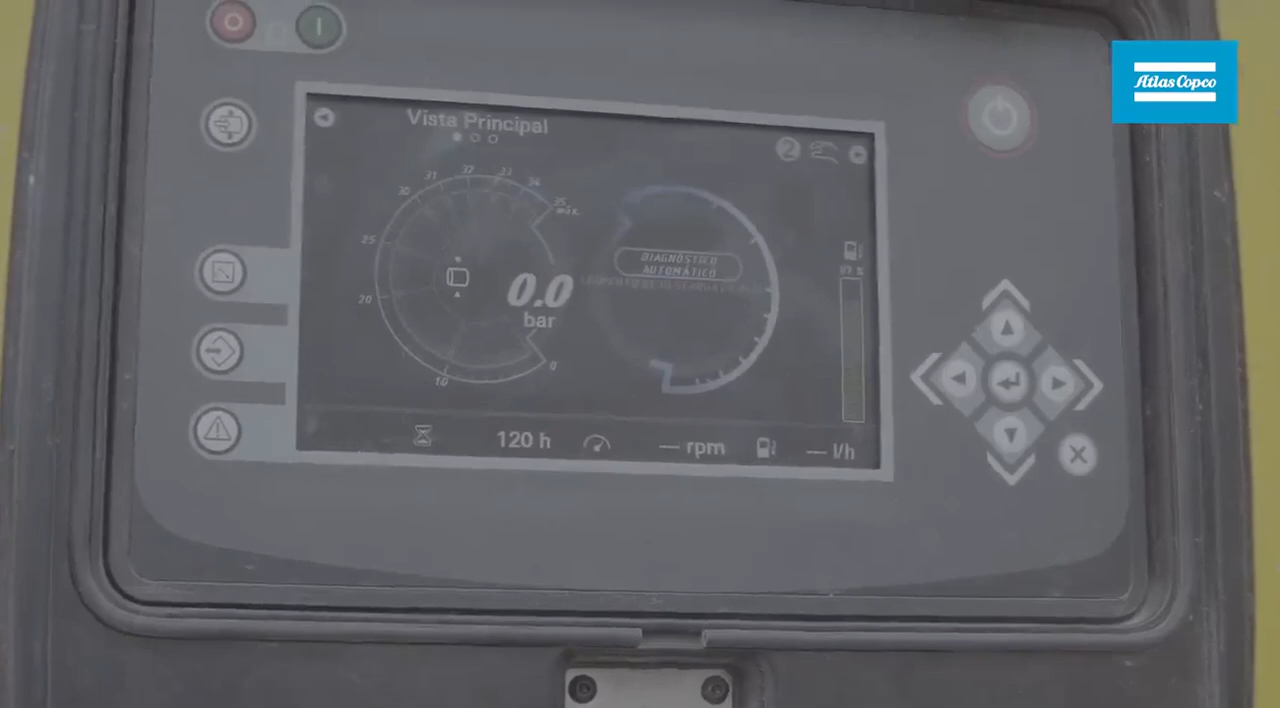 Atlas Copco
Vista Principal
2
30
31
32
33
34
35
máx.
25
20
10
0
0.0
bar
DIAGNÓSTICO
AUTOMÁTICO
120 h
— rpm
— l/h